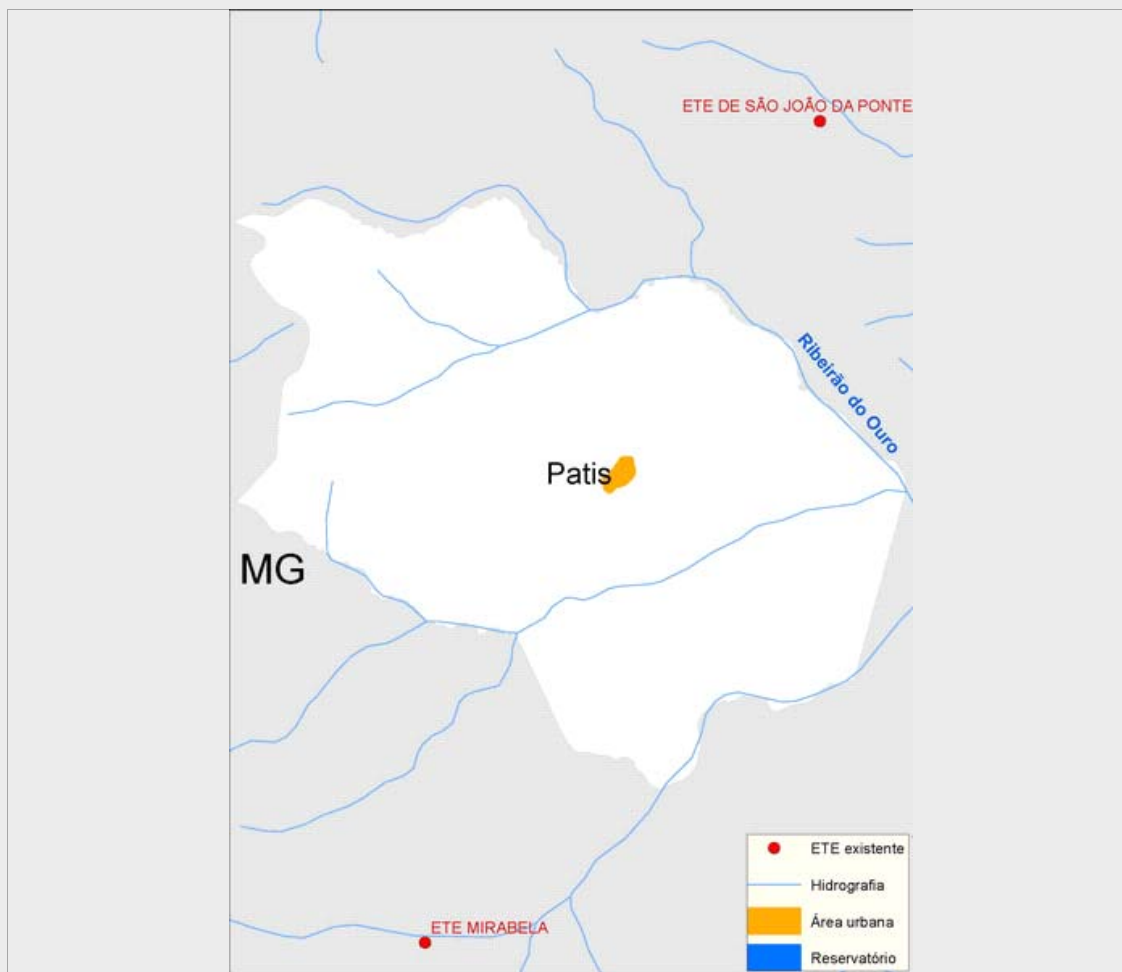 ETE DE SÃO JOÃO DA PONTE
Ribeirão do Ouro
Patis
MG
ETE MIRABELA
ETE existente
Hidrografia
Área urbana
Reservatório